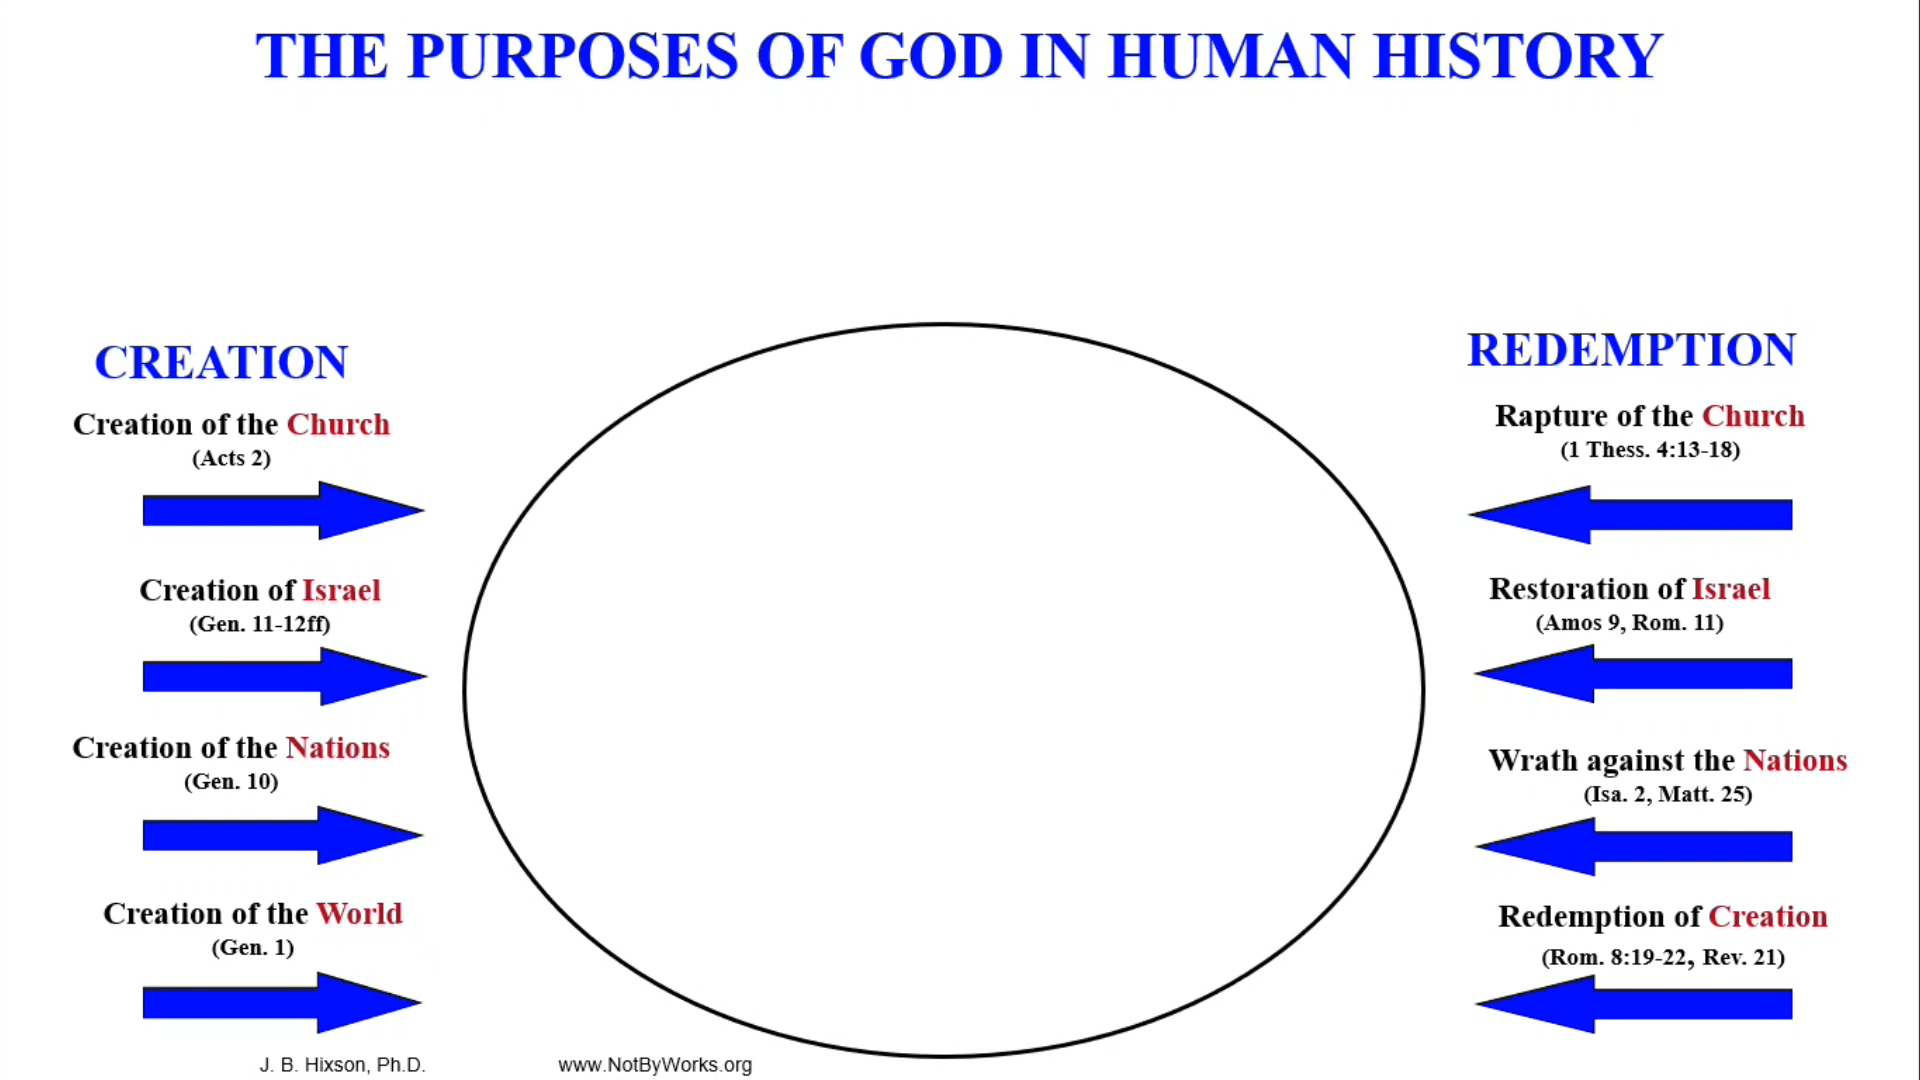 THE PURPOSES OF GOD IN HUMAN HISTORY
CREATION
Creation of the Church
(Acts 2)
Creation of Israel
(Gen. 11-12ff)
Creation of the Nations
(Gen. 10)
Creation of the World
(Gen. 1)
REDEMPTION
Rapture of the Church
(1 Thess. 4:13-18)
Restoration of Israel
(Amos 9, Rom. 11)
Wrath against the Nations
(Isa. 2, Matt. 25)
Redemption of Creation
(Rom. 8:19-22, Rev. 21)
J. B. Hixson, Ph.D.
www.NotByWorks.org